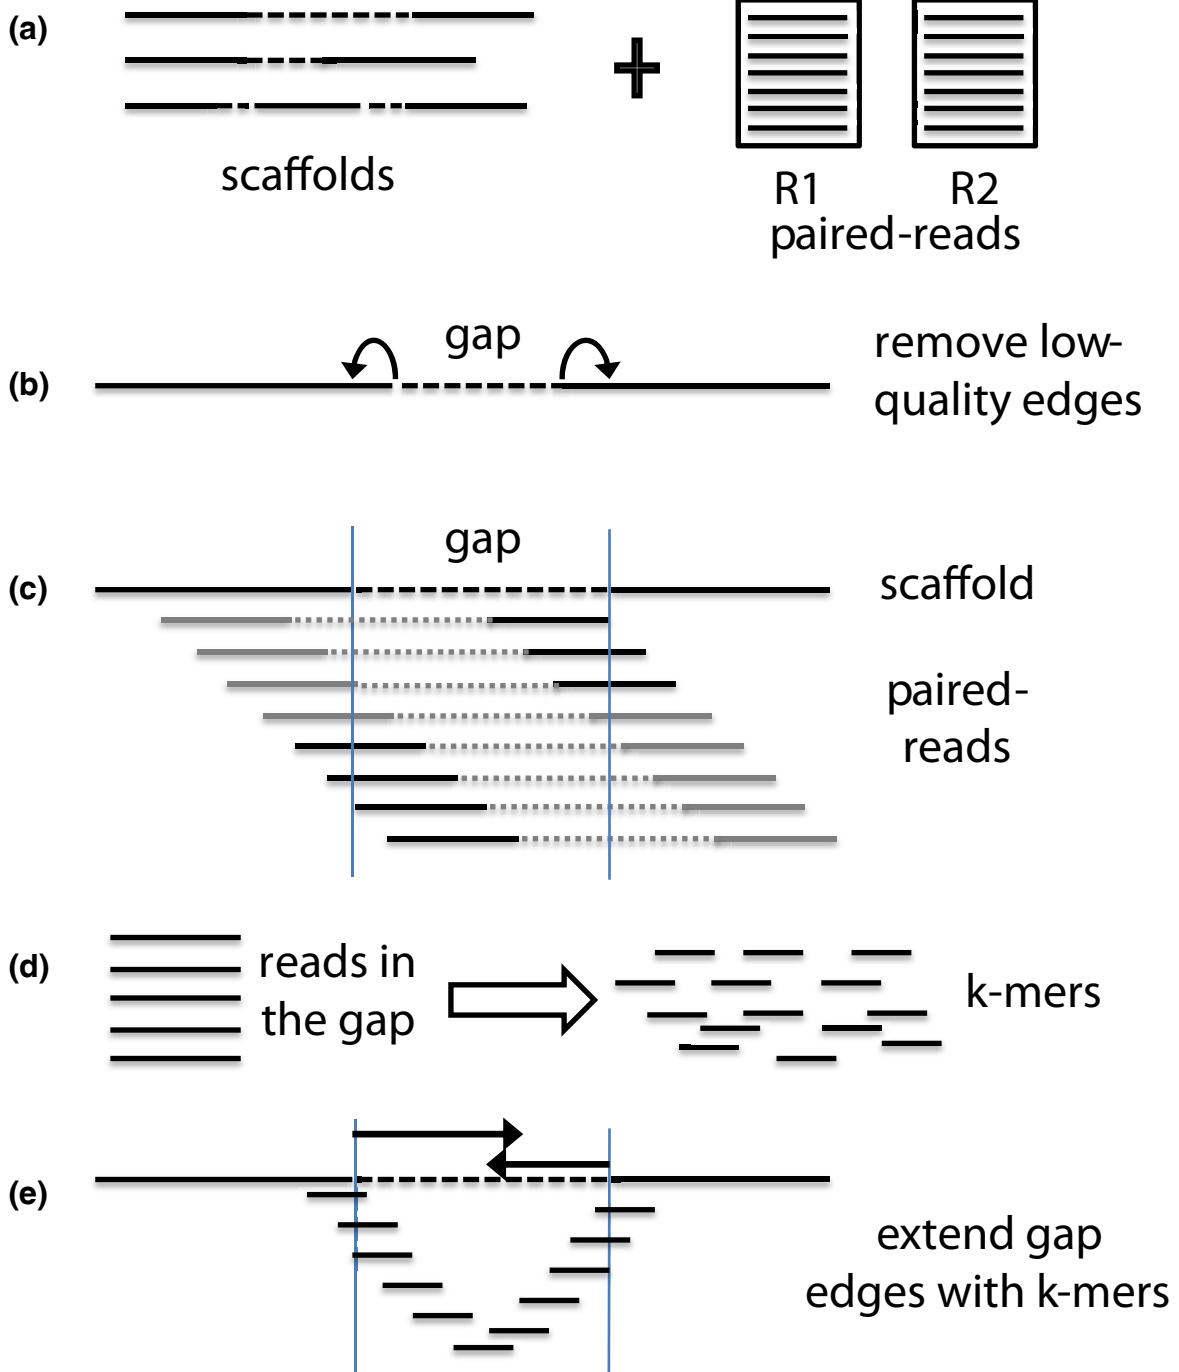 (a)
scaffolds
R1 R2
paired-reads
(b)
gap
remove low-
quality edges
(c)
gap
scaffold
paired-
reads
(d)
reads in
the gap
k-mers
(e)
extend gap
edges with k-mers